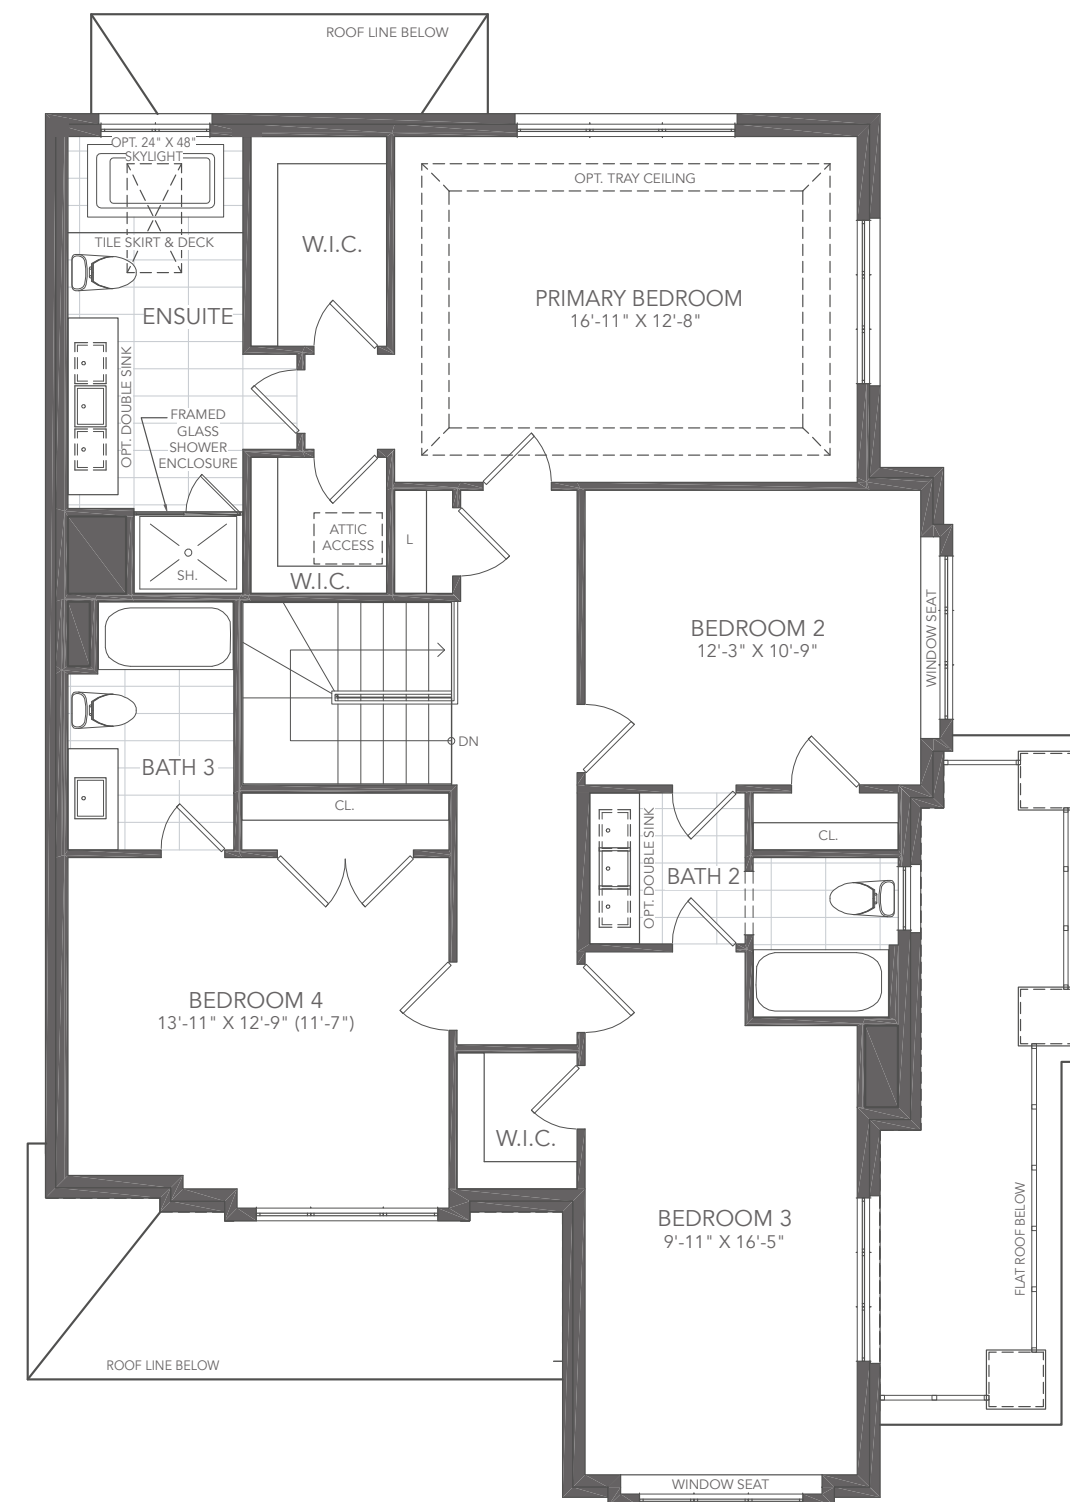 ROOF LINE BELOW
OPT. 24" X 48"
SKYLIGHT
TILE SKIRT & DECK
ENSUITE
OPT. DOUBLE SINK
FRAMED
GLASS
SHOWER
ENCLOSURE
SH.
W.I.C.
OPT. TRAY CEILING
PRIMARY BEDROOM
16'-11" X 12'-8"
ATTIC
ACCESS
W.I.C.
L
BEDROOM 2
12'-3" X 10'-9"
WINDOW SEAT
DN
BATH 3
CL.
CL.
OPT. DOUBLE SINK
BATH 2
BEDROOM 4
13'-11" X 12'-9" (11'-7")
W.I.C.
BEDROOM 3
9'-11" X 16'-5"
FLAT ROOF BELOW
ROOF LINE BELOW
WINDOW SEAT